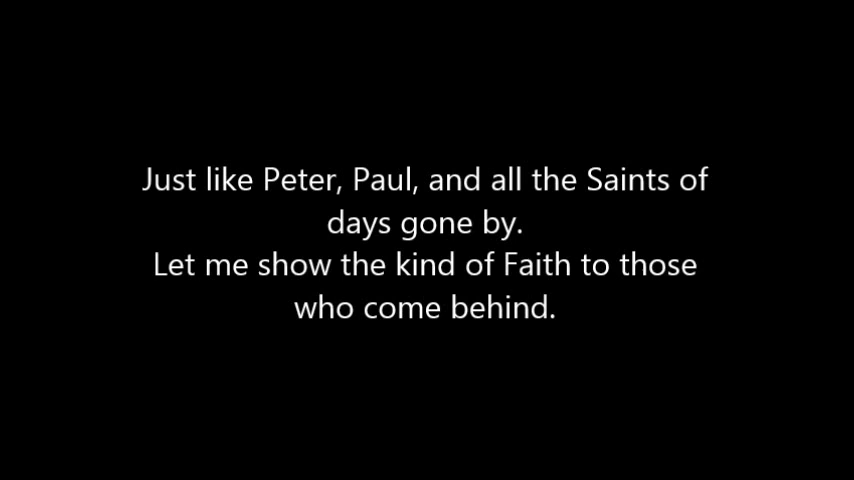 Just like Peter, Paul, and all the Saints of
days gone by.
Let me show the kind of Faith to those
who come behind.